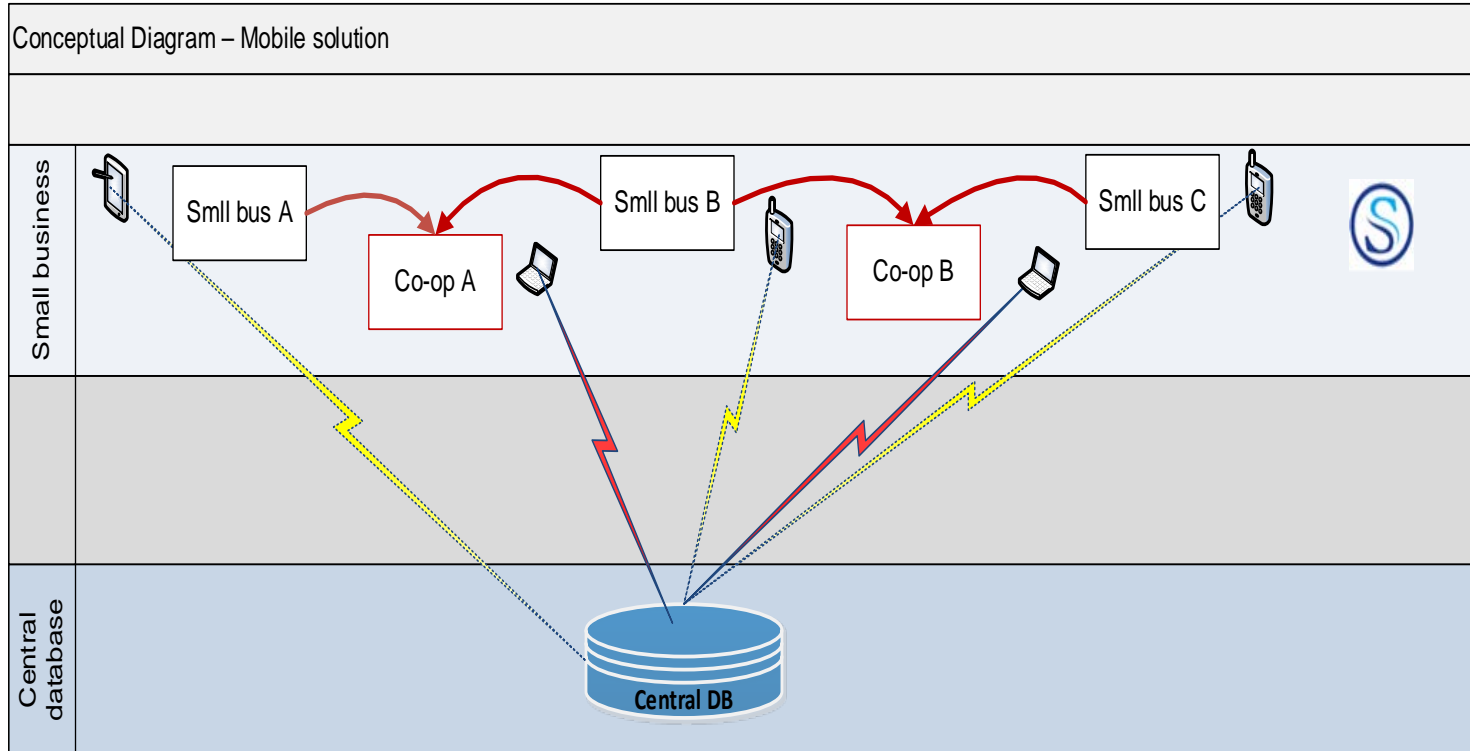 Conceptual Diagram – Mobile solution
Small business
Smll bus A
Smll bus B
Smll bus C
Co-op A
Co-op B
S
Central
database
Central DB